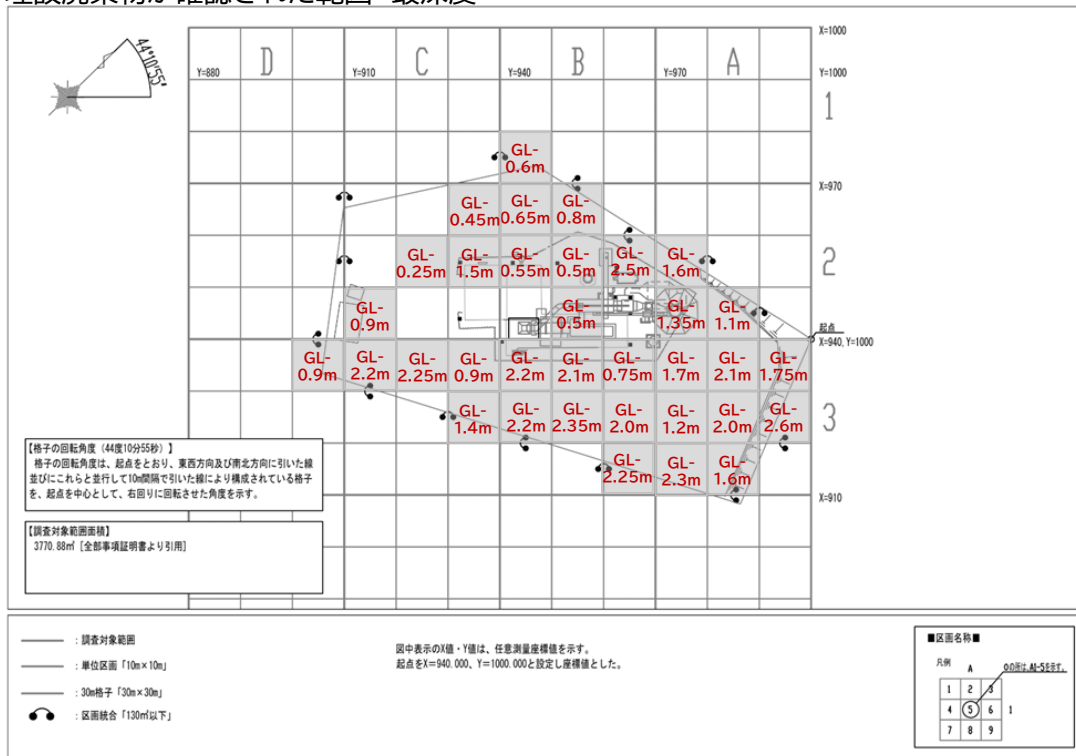 埋設廃棄物が確認された範囲・最深度
44°10'55"
X=1000
Y=880
D
Y=910
C
Y=940
B
Y=970
A
Y=1000
1
GL-
0.6m
X=970
GL-
0.45m
GL-
0.65m
GL-
0.8m
GL-
0.25m
GL-
1.5m
GL-
0.55m
GL-
0.5m
GL-
2.5m
GL-
1.6m
2
GL-
0.9m
GL-
0.5m
GL-
1.35m
GL-
1.1m
起点
X=940, Y=1000
GL-
0.9m
GL-
2.2m
GL-
2.25m
GL-
0.9m
GL-
2.2m
GL-
2.1m
GL-
0.75m
GL-
1.7m
GL-
2.1m
GL-
1.75m
GL-
1.4m
GL-
2.2m
GL-
2.35m
GL-
2.0m
GL-
1.2m
GL-
2.0m
GL-
2.6m
3
GL-
2.25m
GL-
2.3m
GL-
1.6m
X=910
【格子の回転角度（44度10分55秒）】
格子の回転角度は、起点をとおり、東西方向及び南北方向に引いた線
並びにこれらと並行して10m間隔で引いた線により構成されている格子
を、起点を中心として、右回りに回転させた角度を示す。
【調査対象範囲面積】
3770.88㎡［全部事項証明書より引用］
：調査対象範囲
：単位区画「10m×10m」
：30m格子「30m×30m」
：区画統合「130㎡以下」
図中表示のX値・Y値は、任意測量座標値を示す。
起点をX=940.000、Y=1000.000と設定し座標値とした。
■区画名称■
凡例
A
○の所は、A1-5を示す。
1 2 3
4 5 6 1
7 8 9